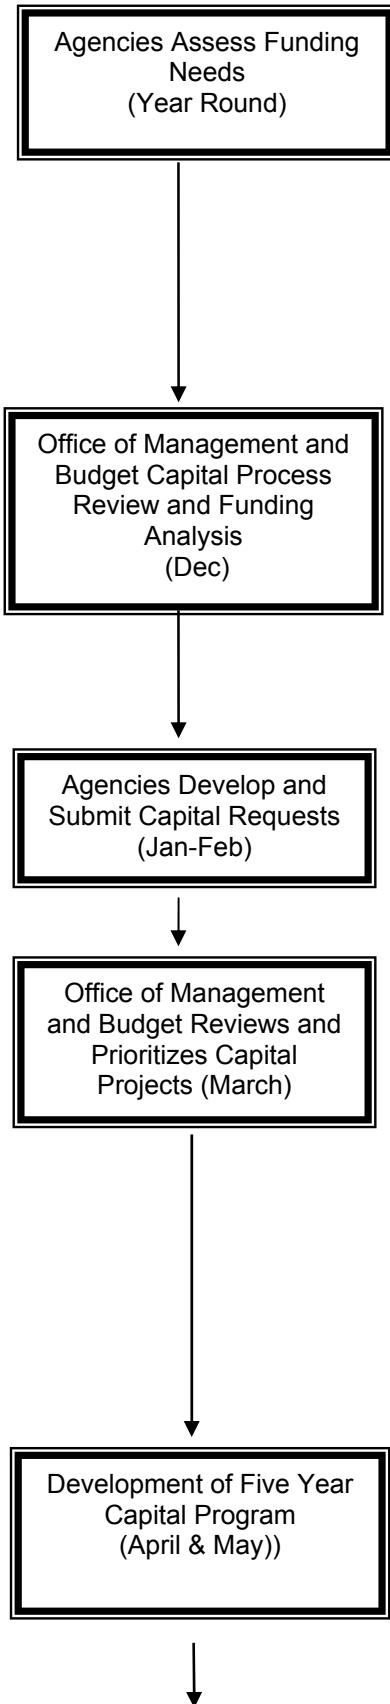 Agencies Assess Funding
Needs
(Year Round)
Office of Management and
Budget Capital Process
Review and Funding
Analysis
(Dec)
Agencies Develop and
Submit Capital Requests
(Jan-Feb)
Office of Management
and Budget Reviews and
Prioritizes Capital
Projects (March)
Development of Five Year
Capital Program
(April & May))